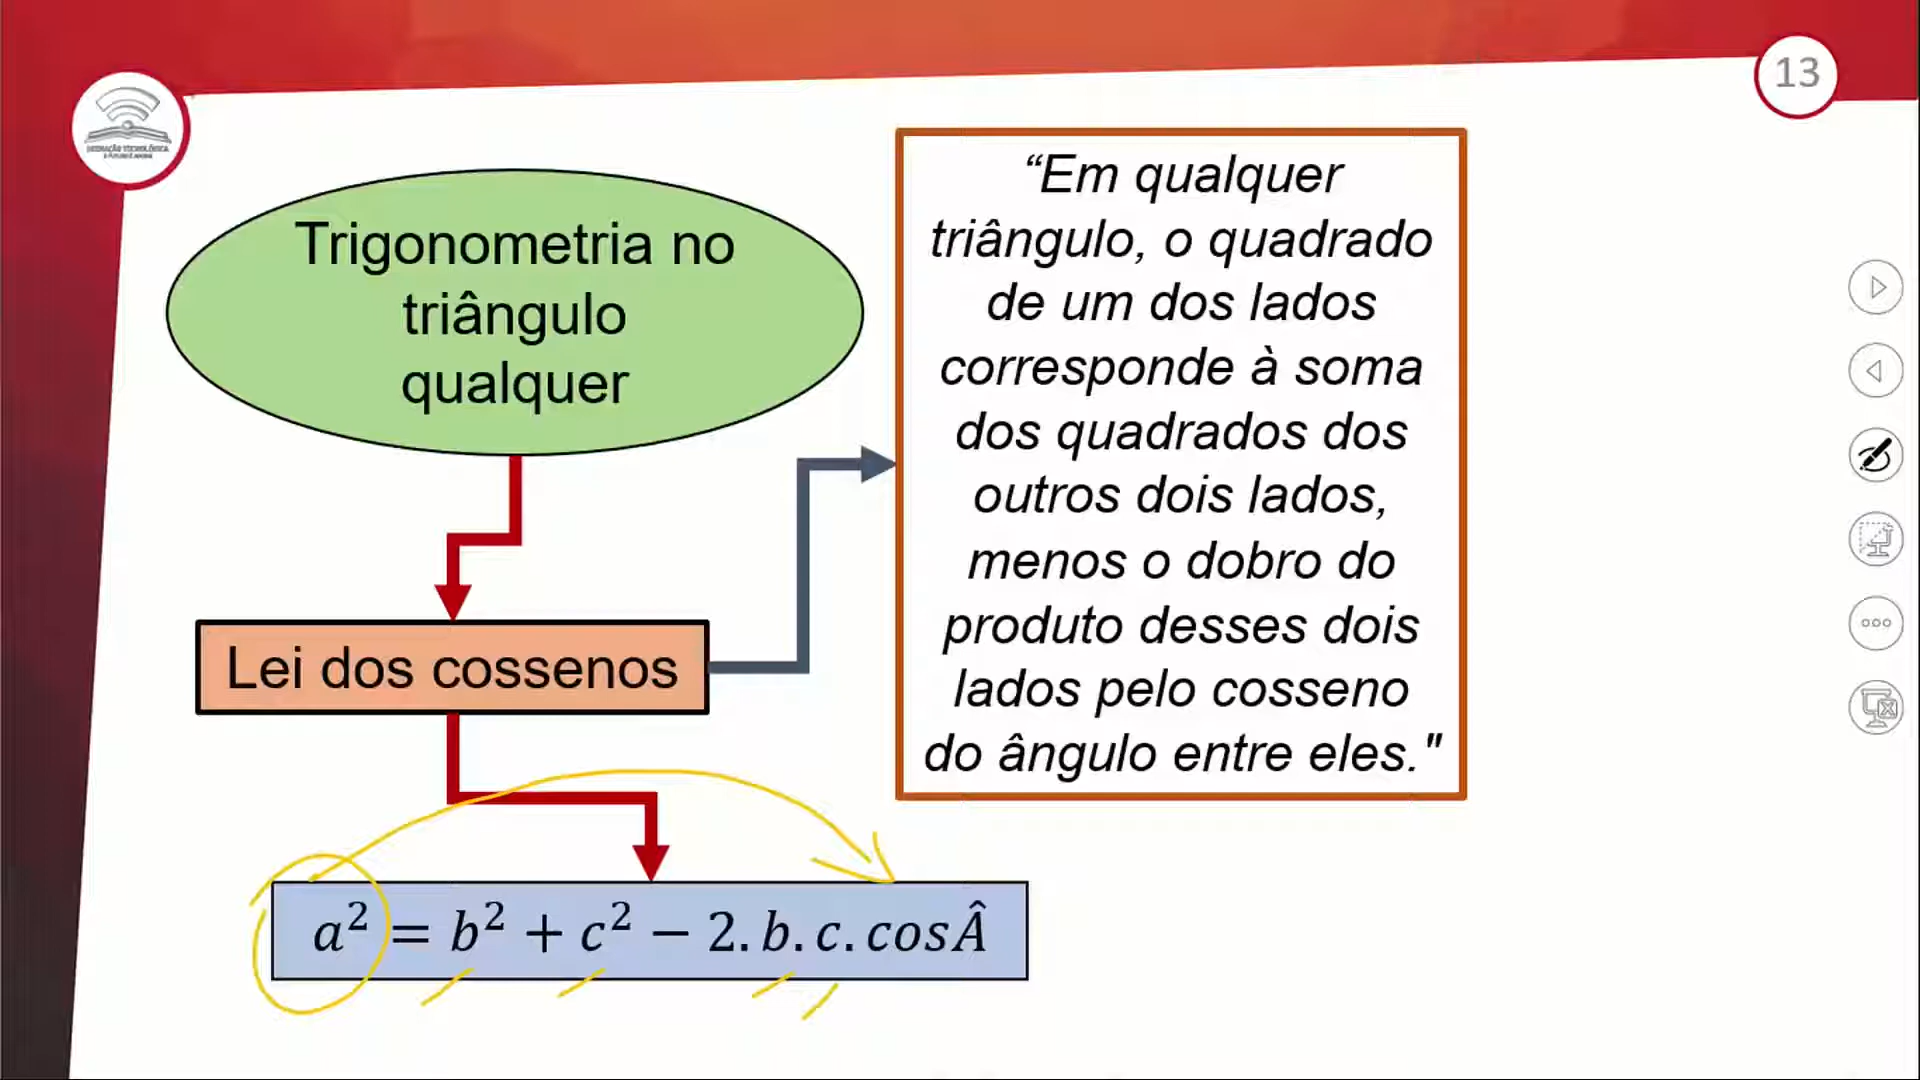 13
MEDIAÇÃO TECNOLÓGICA
Trigonometria no
triângulo
qualquer
“Em qualquer
triângulo, o quadrado
de um dos lados
corresponde à soma
dos quadrados dos
outros dois lados,
menos o dobro do
produto desses dois
lados pelo cosseno
do ângulo entre eles."
Lei dos cossenos
a² = b² + c² − 2.b.c.cosÂ